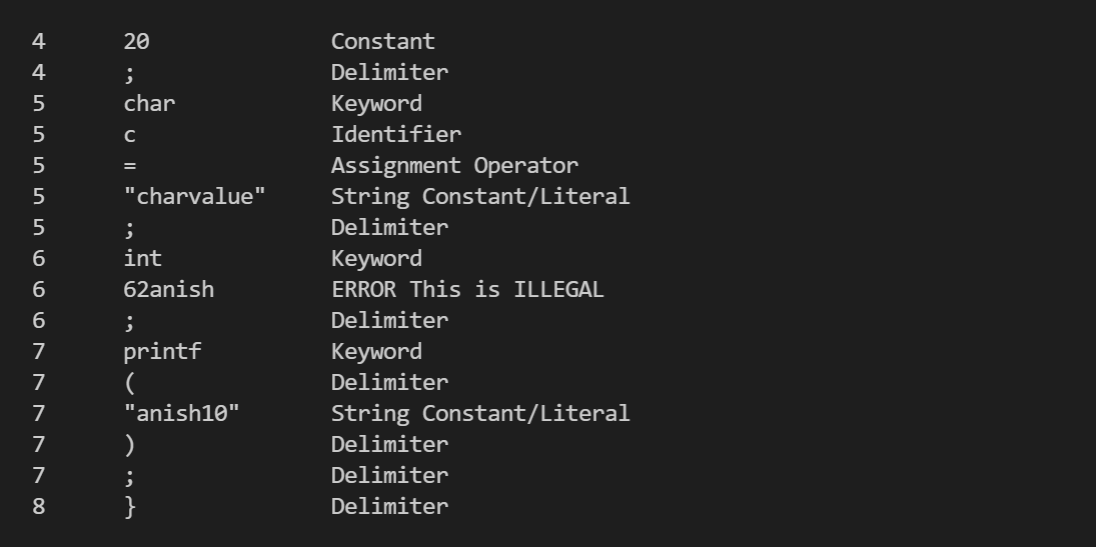 4 20 Constant
4 ; Delimiter
5 char Keyword
5 c Identifier
5 = Assignment Operator
5 "charvalue" String Constant/Literal
5 ; Delimiter
6 int Keyword
6 62anish ERROR This is ILLEGAL
6 ; Delimiter
7 printf Keyword
7 ( Delimiter
7 "anish10" String Constant/Literal
7 ) Delimiter
7 ; Delimiter
8 } Delimiter